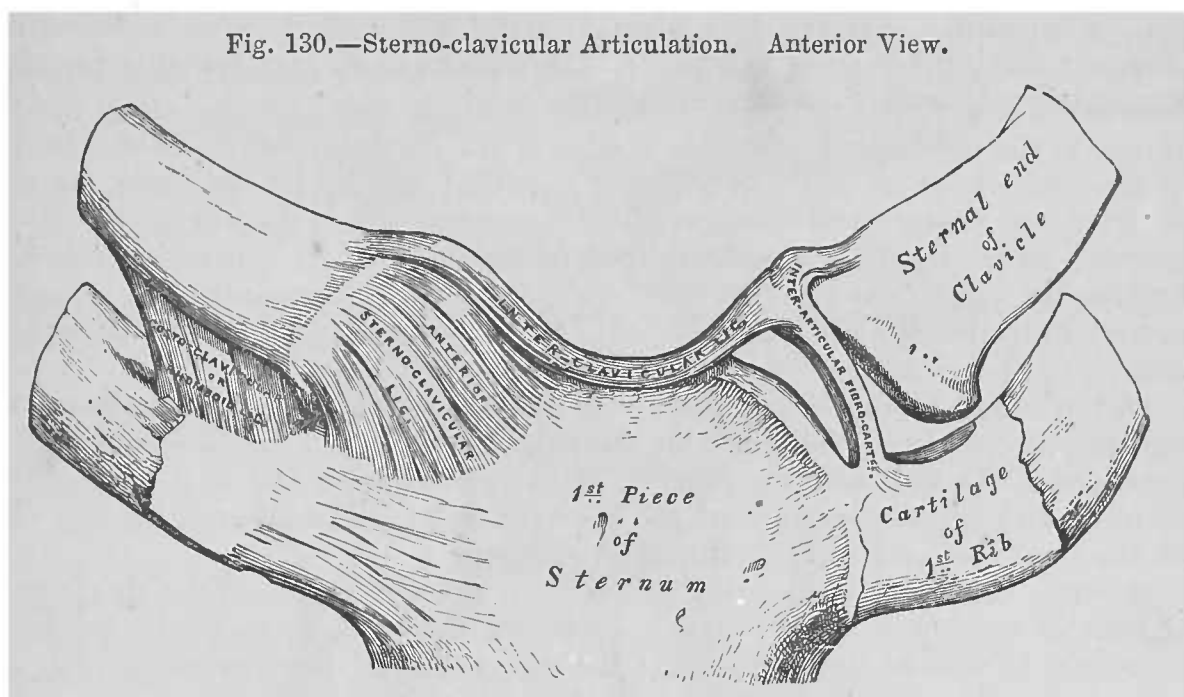 Fig. 130.—Sterno-clavicular Articulation. Anterior View.
Sternal end
of
Clavicle
INTER-ARTICULAR FIBRO-CART.
INTER-CLAVICULAR LIG.
ANTERIOR
STERNO-CLAVICULAR
LIG.
OR
1st Piece
of
Sternum
Cartilage
of
1st Rib